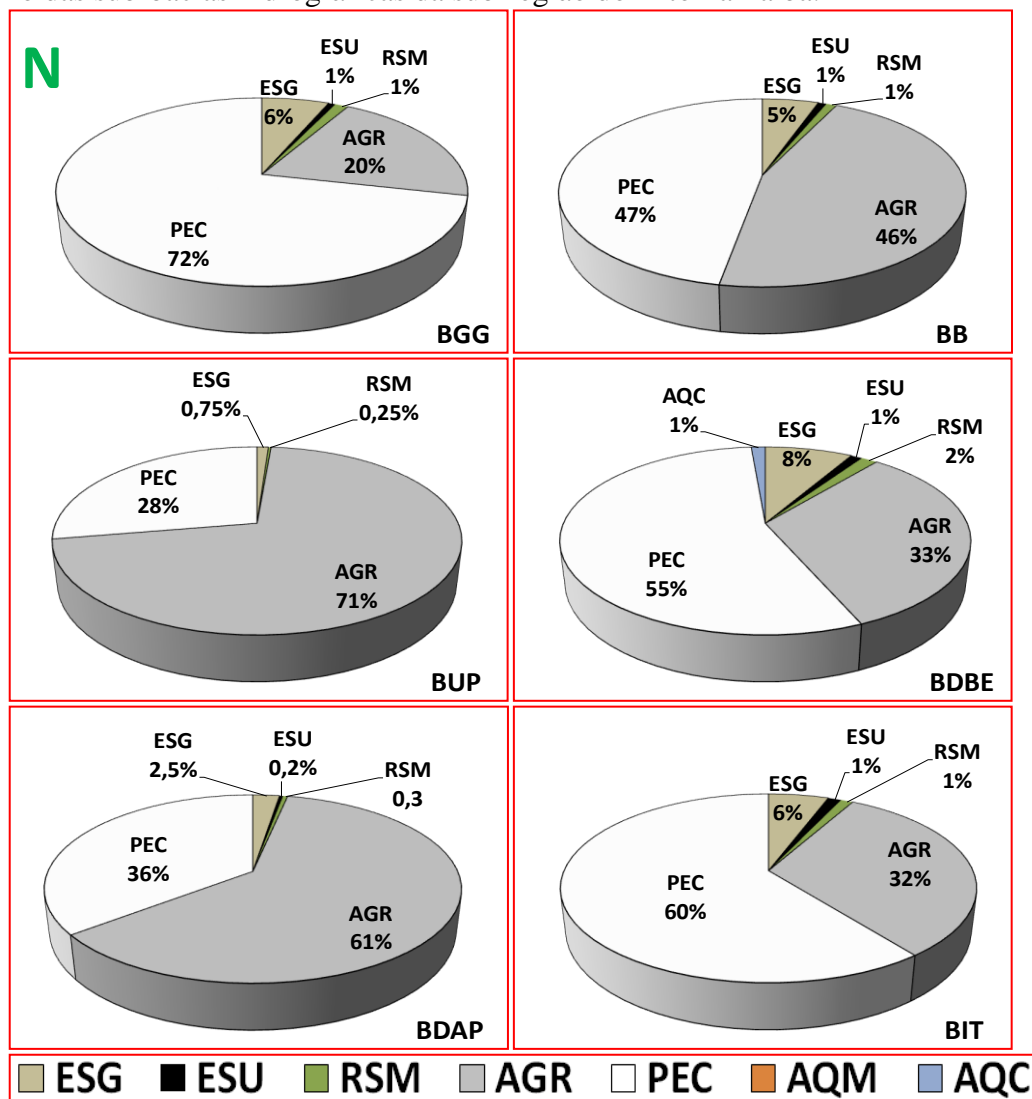 N
ESG
6%
ESU
1%
RSM
1%
AGR
20%
PEC
72%
BGG
ESG
5%
ESU
1%
RSM
1%
PEC
47%
AGR
46%
BB
ESG
0,75%
RSM
0,25%
PEC
28%
AGR
71%
BUP
AQC
1%
ESG
8%
ESU
1%
RSM
2%
AGR
33%
PEC
55%
BDBE
ESG
2,5%
ESU
0,2%
RSM
0,3
PEC
36%
AGR
61%
BDAP
ESG
6%
ESU
1%
RSM
1%
AGR
32%
PEC
60%
BIT
ESG ESU RSM AGR PEC AQM AQC